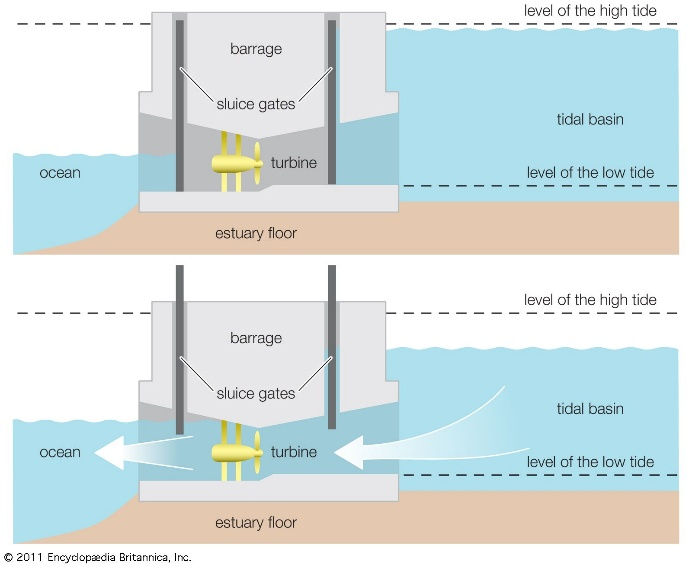 level of the high tide
barrage
sluice gates
tidal basin
turbine
ocean
level of the low tide
estuary floor
level of the high tide
barrage
sluice gates
tidal basin
turbine
ocean
level of the low tide
estuary floor
© 2011 Encyclopædia Britannica, Inc.